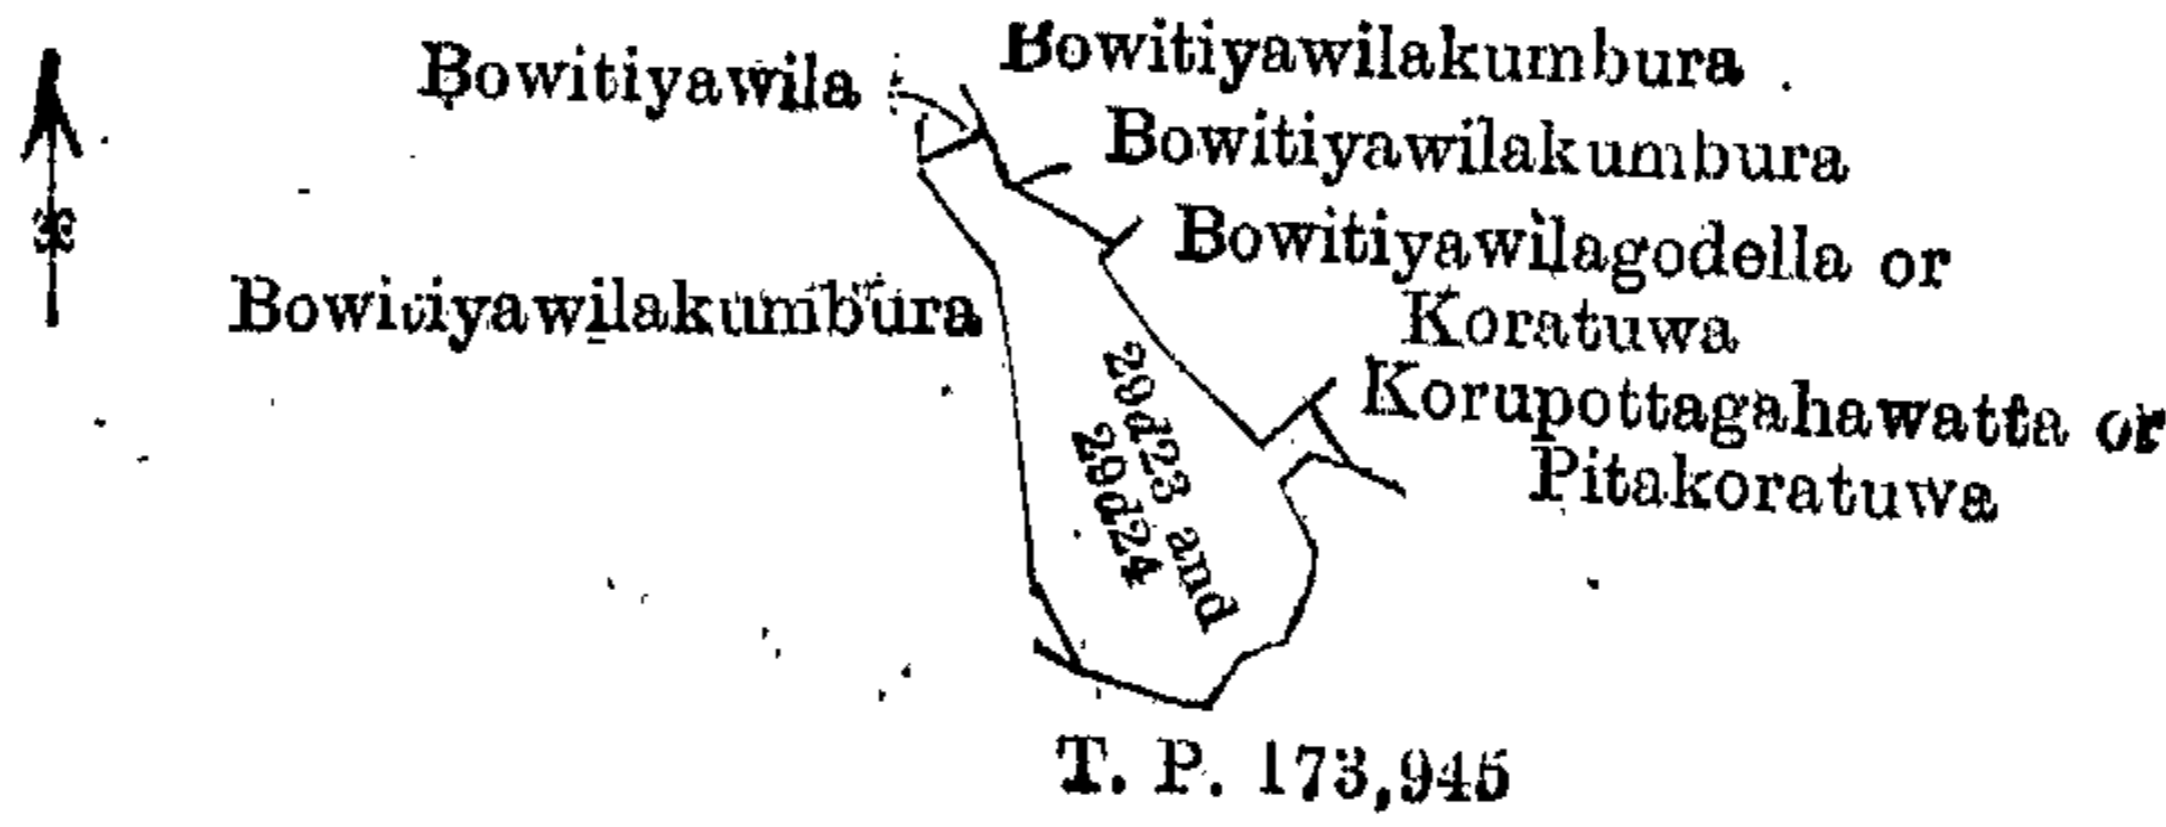 Bowitiyawilakumbura
Bowitiyawila
Bowitiyawilakumbura
Bowitiyawilagodella or
Koratuwa
Bowitiyawilakumbura
Korupottagahawatta or
Pitakoratuwa
29d23 and
29d24
T. P. 173,945